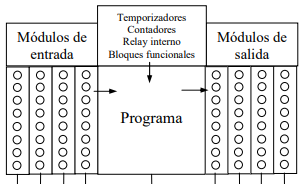 Temporizadores
Contadores
Relay interno
Bloques funcionales
Módulos de
entrada
Módulos de
salida
Programa